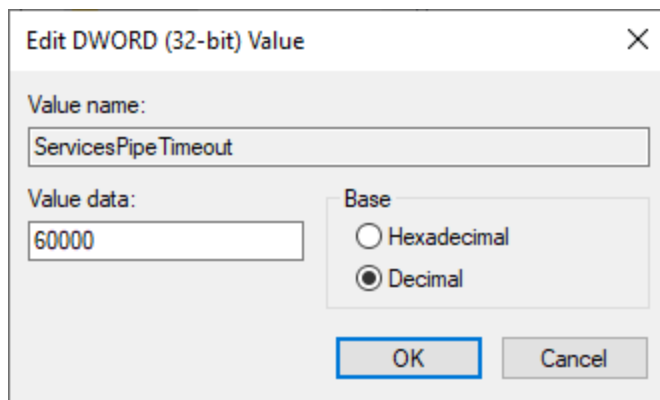 Edit DWORD (32-bit) Value
Value name:
ServicesPipeTimeout
Value data:
60000
Base
Hexadecimal
Decimal
OK
Cancel